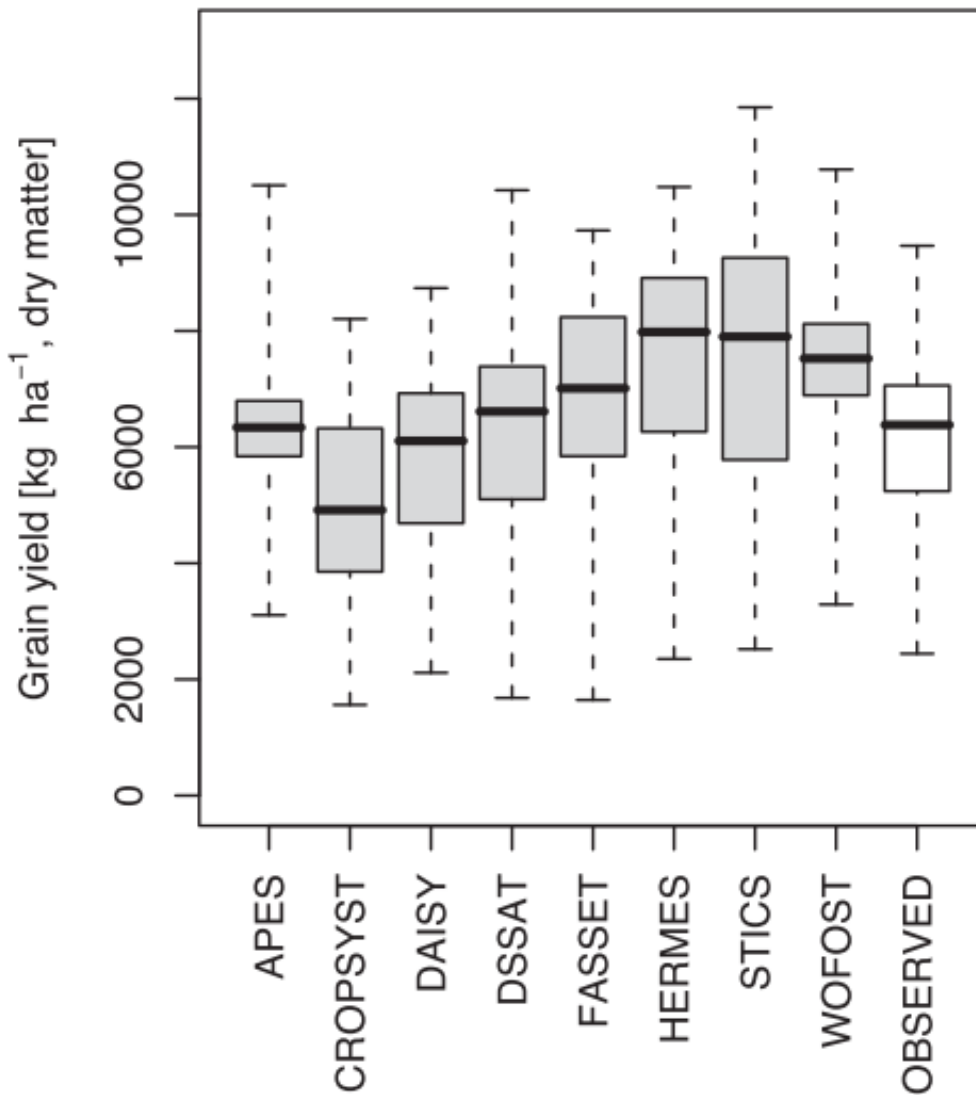 Grain yield [kg ha⁻¹, dry matter]
10000
6000
2000
0
APES
CROPSYST
DAISY
DSSAT
FASSET
HERMES
STICS
WOFOST
OBSERVED